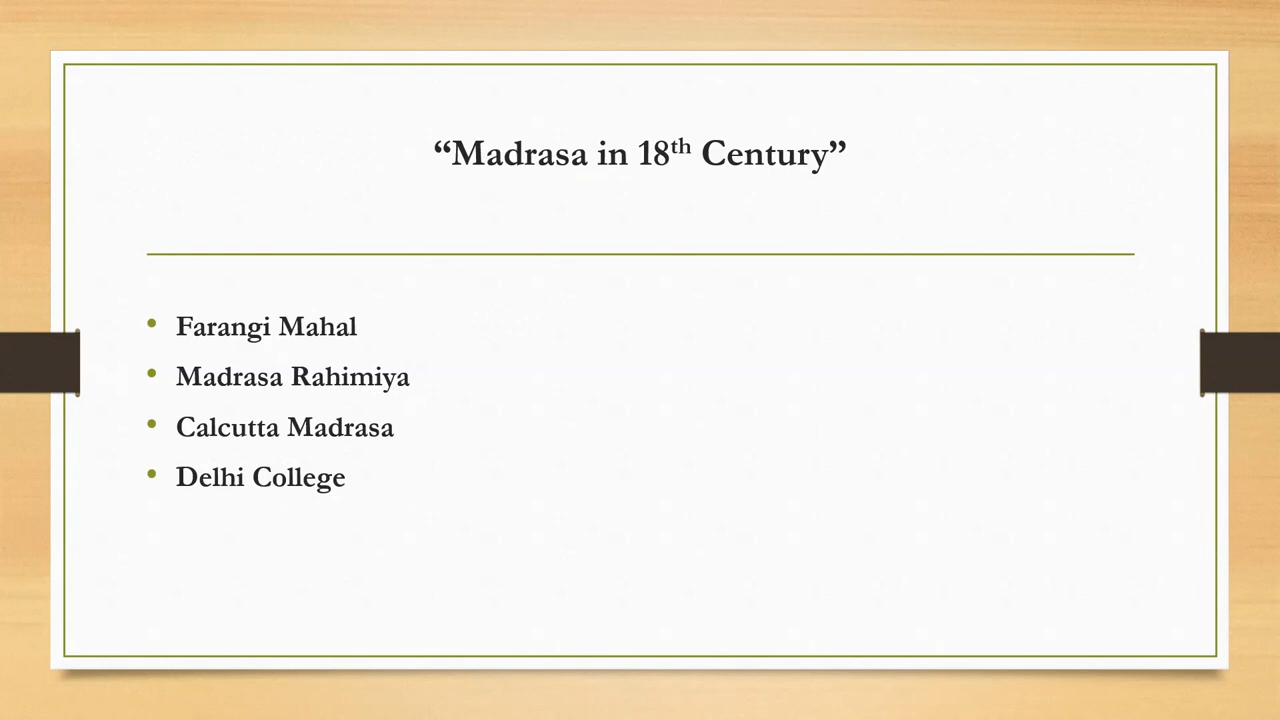 “Madrasa in 18th Century”
• Farangi Mahal
• Madrasa Rahimiya
• Calcutta Madrasa
• Delhi College